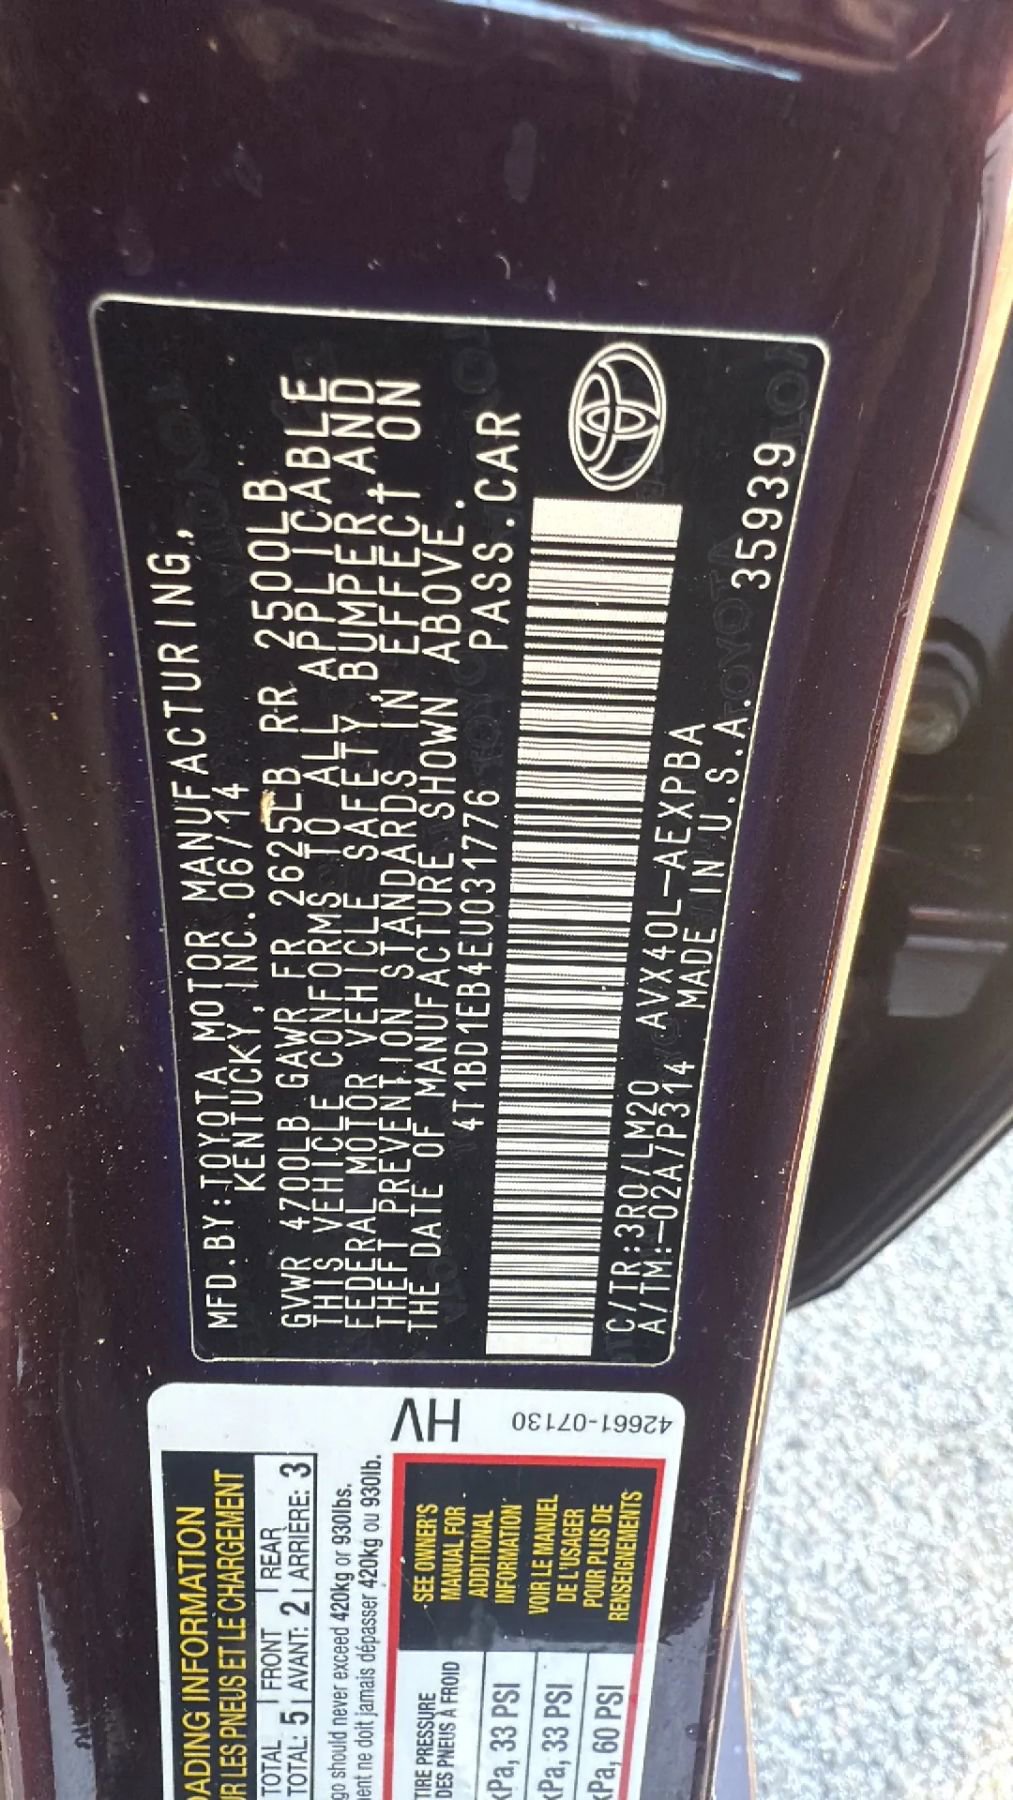 MFD.BY:TOYOTA MOTOR MANUFACTURING,
KENTUCKY,INC.06/14
GVWR 4700LB GAWR FR 2625LB RR 2500LB
THIS VEHICLE CONFORMS TO ALL APPLICABLE
FEDERAL MOTOR VEHICLE SAFETY,BUMPER,AND
THEFT PREVENTION STANDARDS IN EFFECT ON
THE DATE OF MANUFACTURE SHOWN ABOVE.
4T1BD1EB4EU031776 PASS.CAR
C/TR:3R0/LM20 AVX40L-AEXPBA
A/TM:-02A/P314 MADE IN U.S.A. 35939
HV
42661-07130
ADING INFORMATION
UR LES PNEUS ET LE CHARGEMENT
TOTAL FRONT REAR
TOTAL: 5 AVANT: 2 ARRIÈRE: 3
go should never exceed 420kg or 930lbs.
ent ne doit jamais dépasser 420kg ou 930lb.
TIRE PRESSURE
DES PNEUS À FROID
kPa, 33 PSI
kPa, 33 PSI
kPa, 60 PSI
SEE OWNER'S
MANUAL FOR
ADDITIONAL
INFORMATION
VOIR LE MANUEL
DE L'USAGER
POUR PLUS DE
RENSEIGNEMENTS